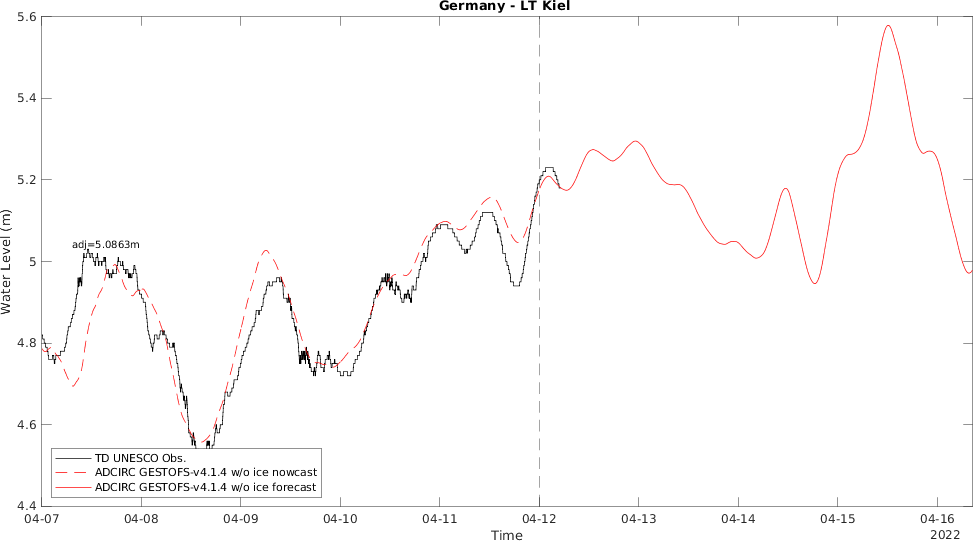 Germany - LT Kiel
5.6
5.4
5.2
5
4.8
4.6
4.4
Water Level (m)
adj=5.0863m
TD UNESCO Obs.
ADCIRC GESTOFS-v4.1.4 w/o ice nowcast
ADCIRC GESTOFS-v4.1.4 w/o ice forecast
04-07 04-08 04-09 04-10 04-11 04-12 04-13 04-14 04-15 04-16
Time 2022